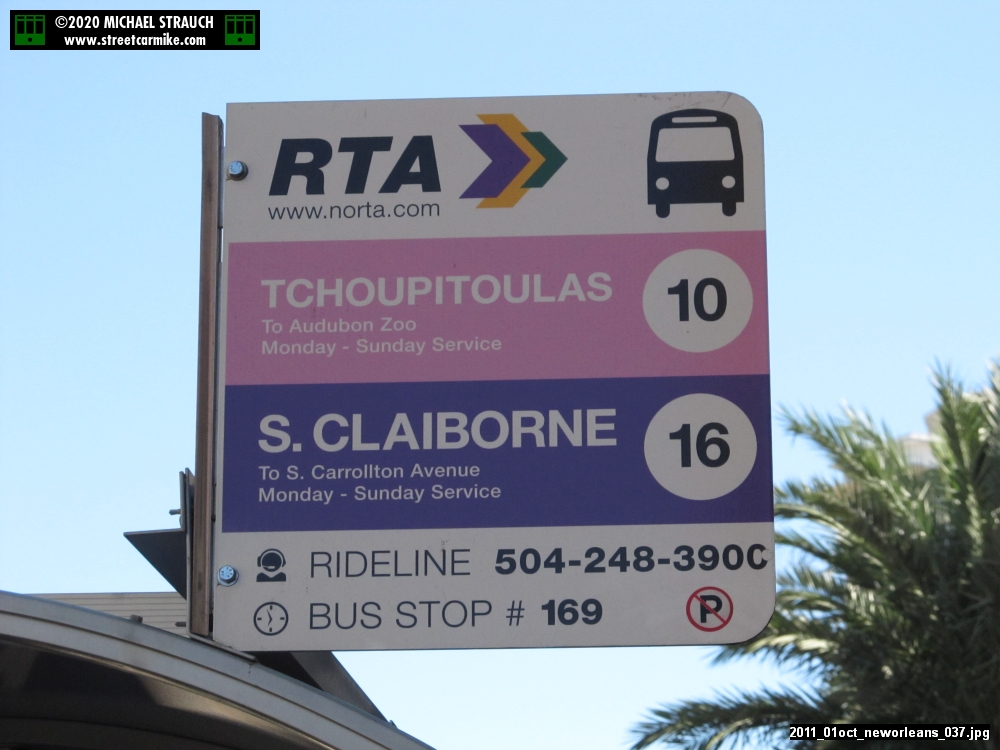 ©2020 MICHAEL STRAUCH
www.streetcarmike.com
RTA
www.norta.com
TCHOUPITOULAS
To Audubon Zoo
Monday - Sunday Service
10
S. CLAIBORNE
To S. Carrollton Avenue
Monday - Sunday Service
16
RIDELINE 504-248-3900
BUS STOP # 169
P
2011_01oct_neworleans_037.jpg